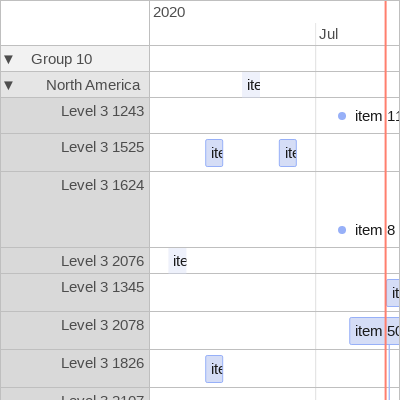 2020
Jul
▼ Group 10
▼ North America ite
Level 3 1243 item 11
Level 3 1525 ite ite
Level 3 1624
item 8
Level 3 2076 ite
Level 3 1345 it
Level 3 2078 item 50
Level 3 1826 ite
Level 3 2107